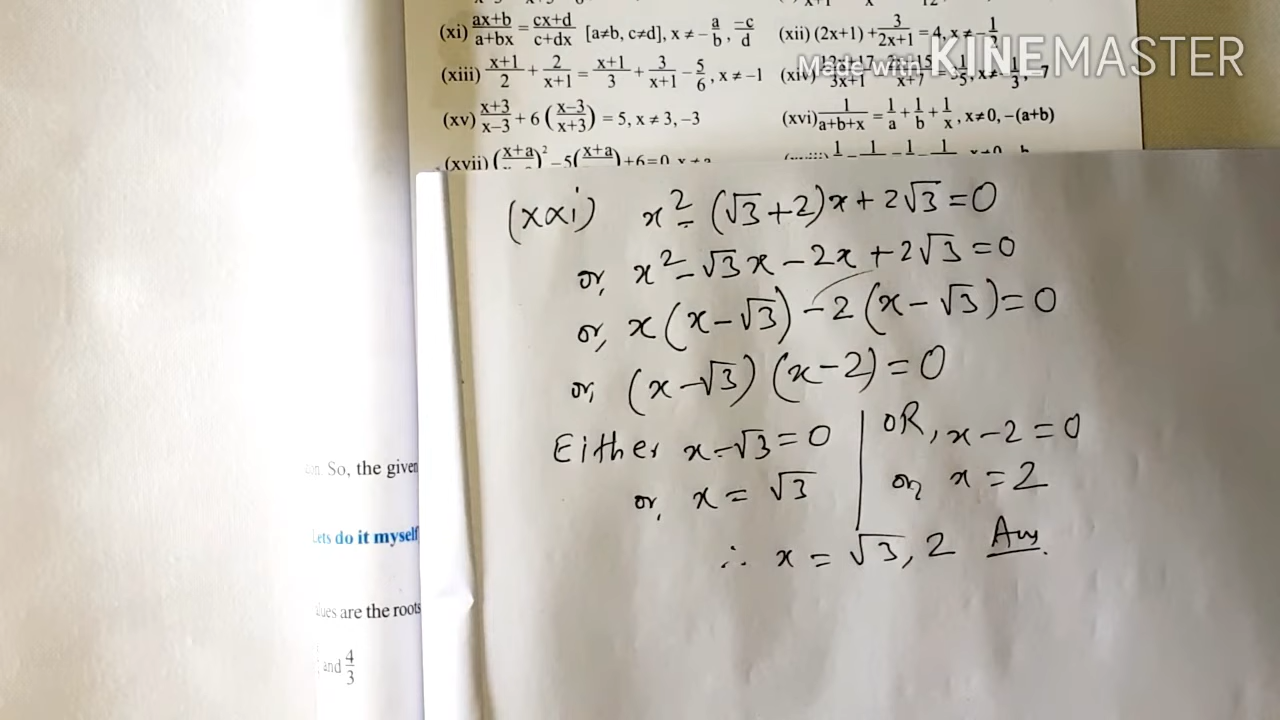 (xi) (ax+b)/(a+bx) = (cx+d)/(c+dx) [a≠b, c≠d], x ≠ −a/b, −c/d (xii) (2x+1) + 3/(2x+1) = 4, x ≠ −1/2
Made with KINEMASTER
(xiii) (x+1)/2 + 2/(x+1) = (x+1)/3 + 3/(x+1) − 5/6, x ≠ −1 (xiv)
(xv) (x+3)/(x−3) + 6 ((x−3)/(x+3)) = 5, x ≠ 3, −3 (xvi) 1/(a+b+x) = 1/a + 1/b + 1/x, x≠0, −(a+b)
(xvii)
(xxi) x² − (√3+2)x + 2√3 = 0
or, x² − √3x − 2x + 2√3 = 0
or, x(x−√3) − 2(x−√3) = 0
or, (x−√3) (x−2) = 0
Either x−√3 = 0 OR, x−2 = 0
or, x = √3 or, x = 2
∴ x = √3, 2 Ans.
So, the given
Lets do it myself
are the roots
and 4/3